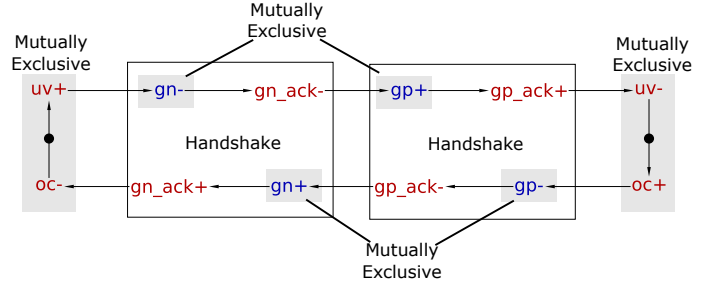 Mutually
Exclusive
Mutually
Exclusive
Mutually
Exclusive
uv+
gn-
gn_ack-
gp+
gp_ack+
uv-
Handshake
Handshake
oc-
gn_ack+
gn+
gp_ack-
gp-
oc+
Mutually
Exclusive